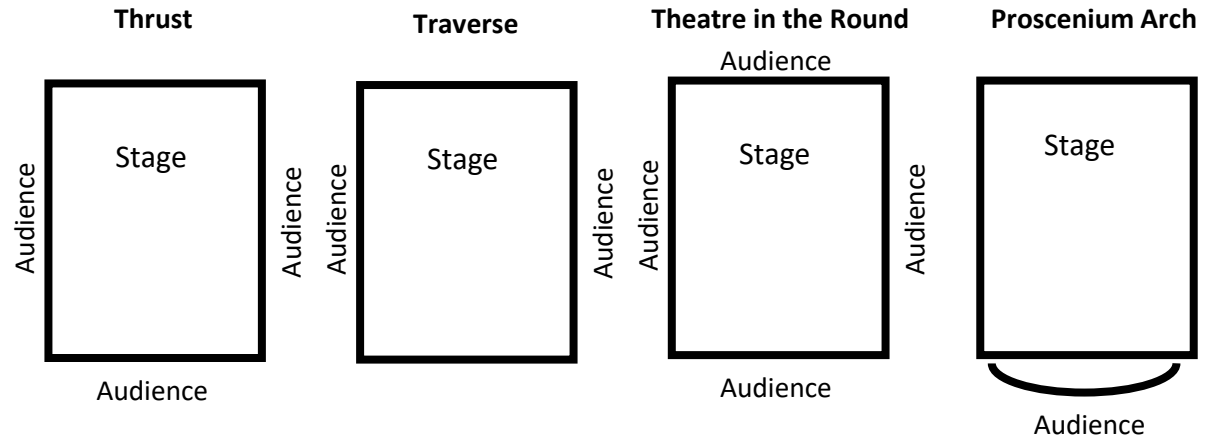 Thrust
Audience
Stage
Audience
Audience
Traverse
Audience
Stage
Audience
Theatre in the Round
Audience
Audience
Stage
Audience
Audience
Proscenium Arch
Stage
Audience